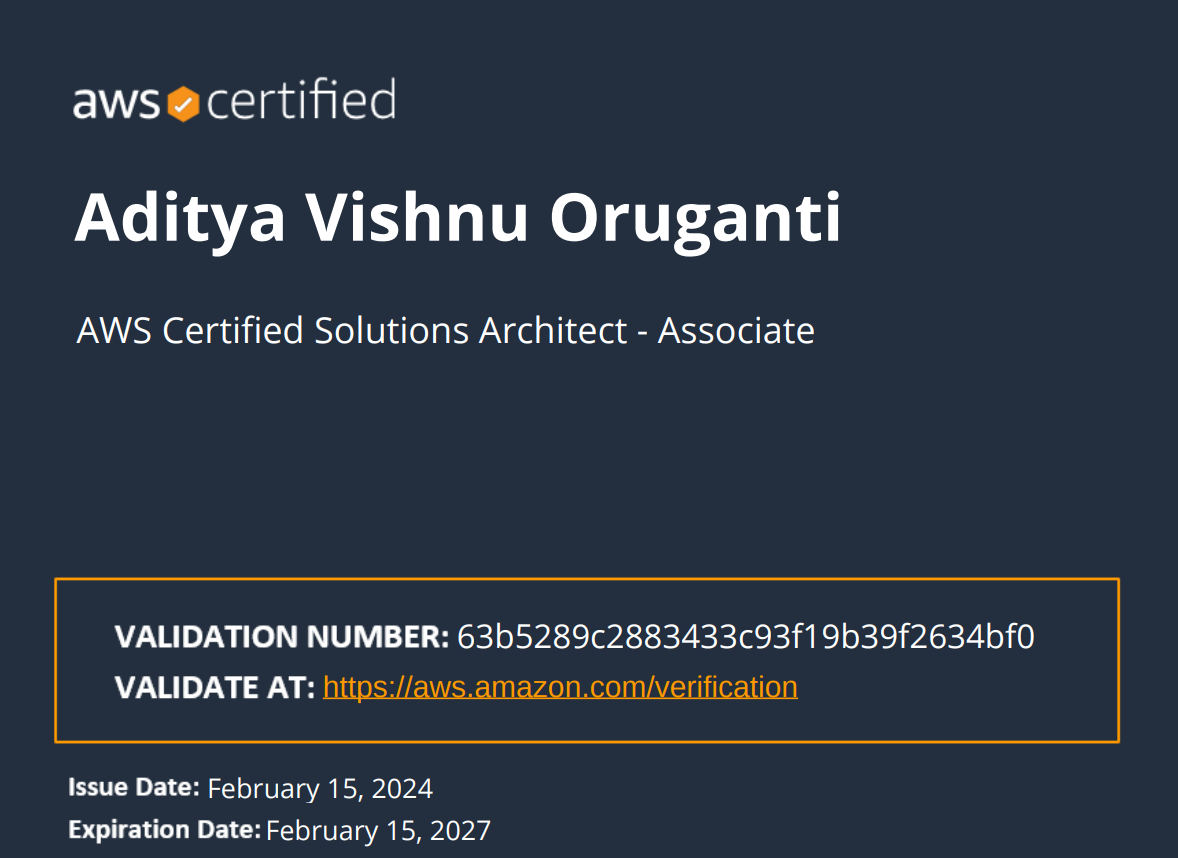 aws certified
Aditya Vishnu Oruganti
AWS Certified Solutions Architect - Associate
VALIDATION NUMBER: 63b5289c2883433c93f19b39f2634bf0
VALIDATE AT: https://aws.amazon.com/verification
Issue Date: February 15, 2024
Expiration Date: February 15, 2027